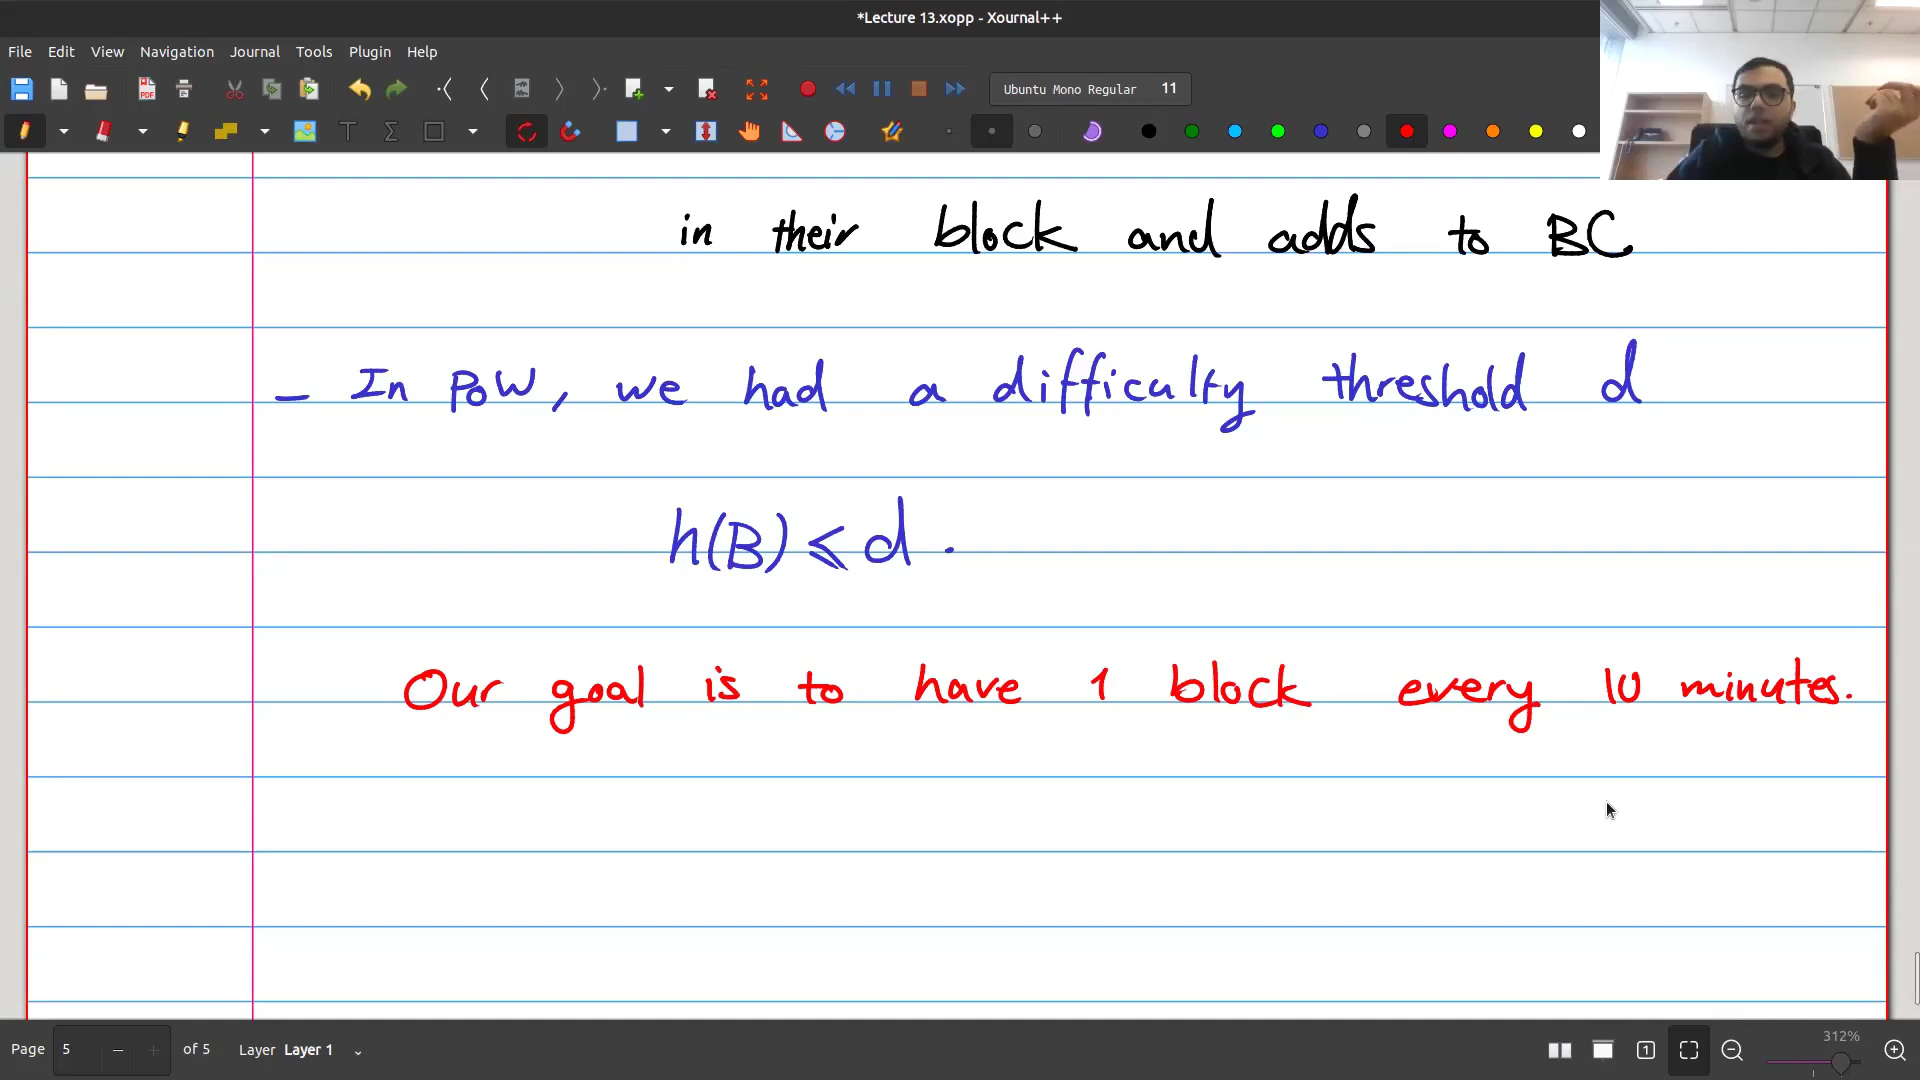 *Lecture 13.xopp - Xournal++
File Edit View Navigation Journal Tools Plugin Help
PDF
Ubuntu Mono Regular 11
in their block and adds to BC
- In PoW, we had a difficulty threshold d
h(B) ⩽ d .
Our goal is to have 1 block every 10 minutes.
Page 5 of 5 Layer Layer 1
1
312%